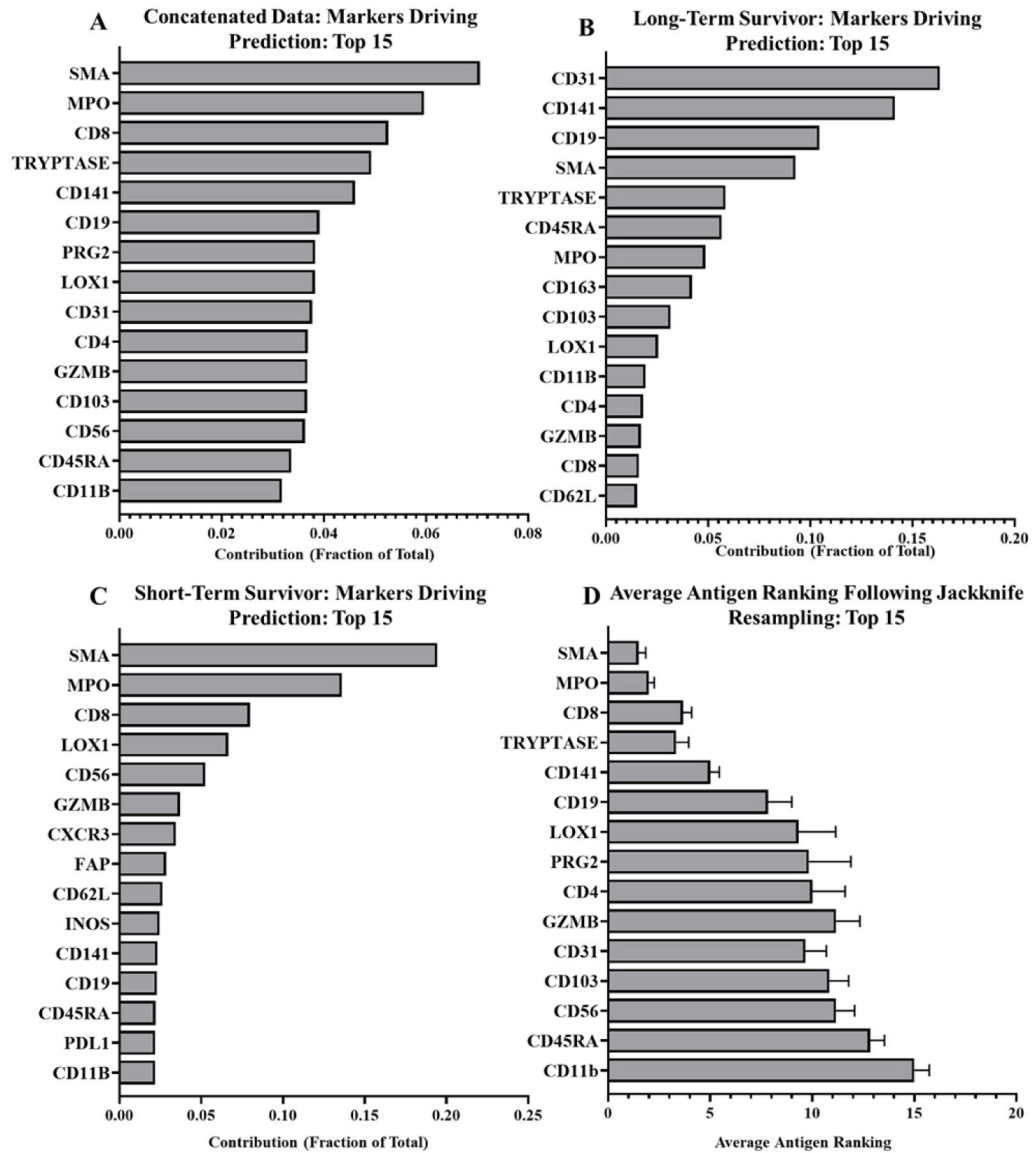 A
Concatenated Data: Markers Driving
Prediction: Top 15
SMA
MPO
CD8
TRYPTASE
CD141
CD19
PRG2
LOX1
CD31
CD4
GZMB
CD103
CD56
CD45RA
CD11B
0.00 0.02 0.04 0.06 0.08
Contribution (Fraction of Total)
B
Long-Term Survivor: Markers Driving
Prediction: Top 15
CD31
CD141
CD19
SMA
TRYPTASE
CD45RA
MPO
CD163
CD103
LOX1
CD11B
CD4
GZMB
CD8
CD62L
0.00 0.05 0.10 0.15 0.20
Contribution (Fraction of Total)
C
Short-Term Survivor: Markers Driving
Prediction: Top 15
SMA
MPO
CD8
LOX1
CD56
GZMB
CXCR3
FAP
CD62L
INOS
CD141
CD19
CD45RA
PDL1
CD11B
0.00 0.05 0.10 0.15 0.20 0.25
Contribution (Fraction of Total)
D
Average Antigen Ranking Following Jackknife
Resampling: Top 15
SMA
MPO
CD8
TRYPTASE
CD141
CD19
LOX1
PRG2
CD4
GZMB
CD31
CD103
CD56
CD45RA
CD11b
0 5 10 15 20
Average Antigen Ranking